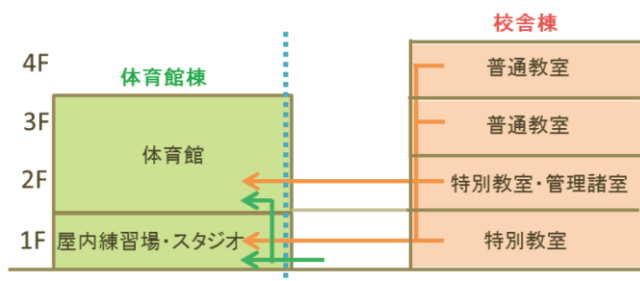 校舎棟
4F
体育館棟
普通教室
3F
体育館
普通教室
2F
特別教室・管理諸室
1F
屋内練習場・スタジオ
特別教室